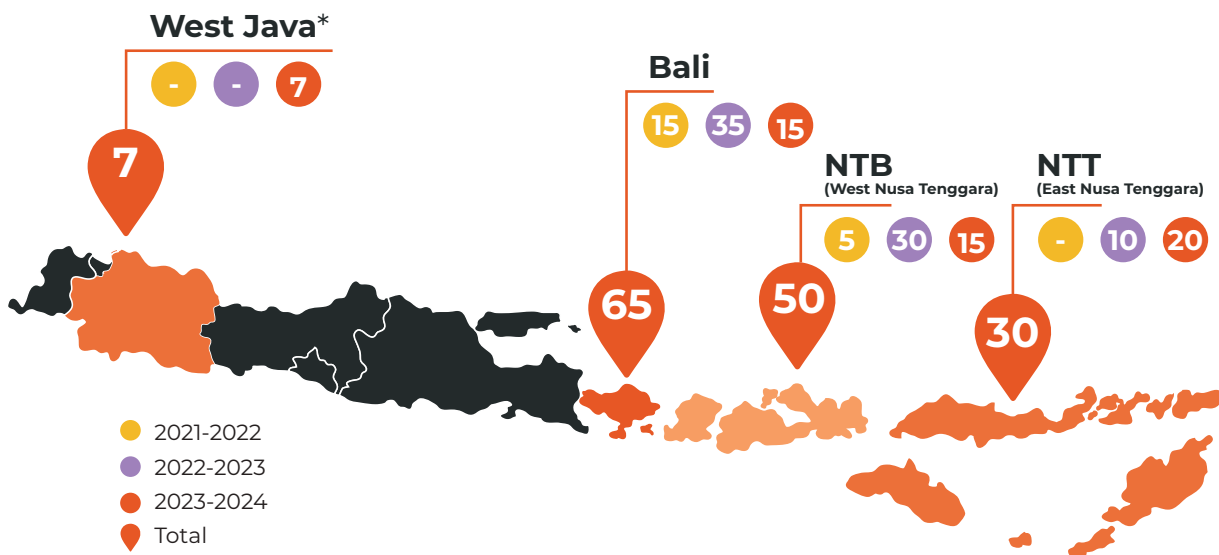 West Java*
- - 7
7
Bali
15 35 15
65
NTB
(West Nusa Tenggara)
5 30 15
50
NTT
(East Nusa Tenggara)
- 10 20
30
2021-2022
2022-2023
2023-2024
Total